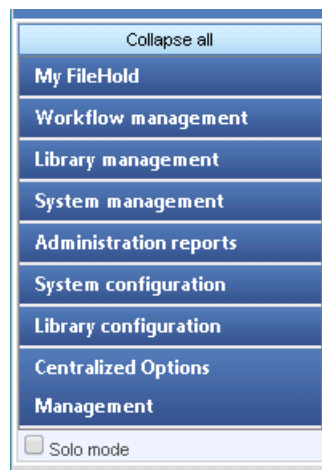 Collapse all
My FileHold
Workflow management
Library management
System management
Administration reports
System configuration
Library configuration
Centralized Options
Management
Solo mode